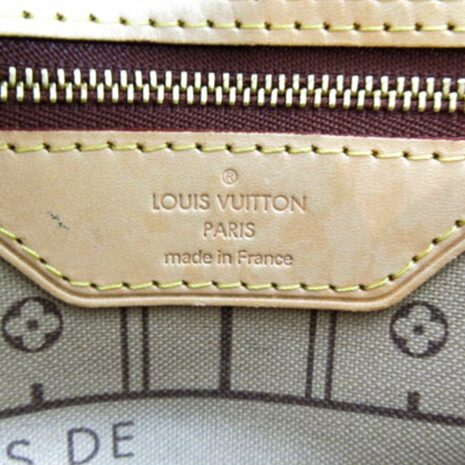 ®
LOUIS VUITTON
PARIS
made in France
S DE